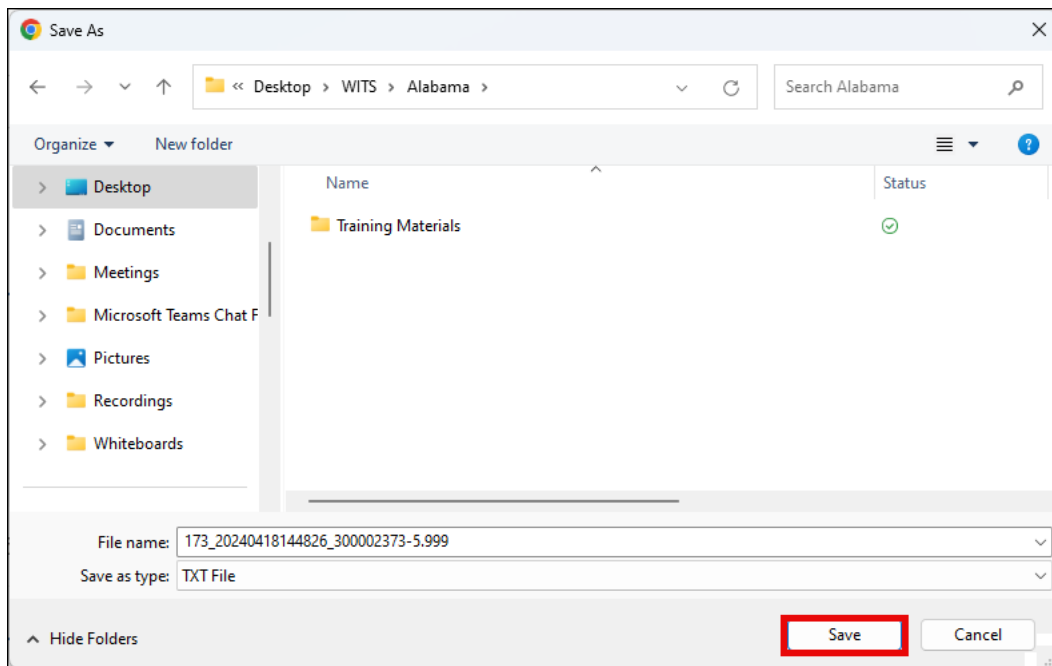 Save As
« Desktop > WITS > Alabama >
Search Alabama
Organize
New folder
?
Name
Status
Desktop
Training Materials
Documents
Meetings
Microsoft Teams Chat F
Pictures
Recordings
Whiteboards
File name: 173_20240418144826_300002373-5.999
Save as type: TXT File
Hide Folders
Save
Cancel